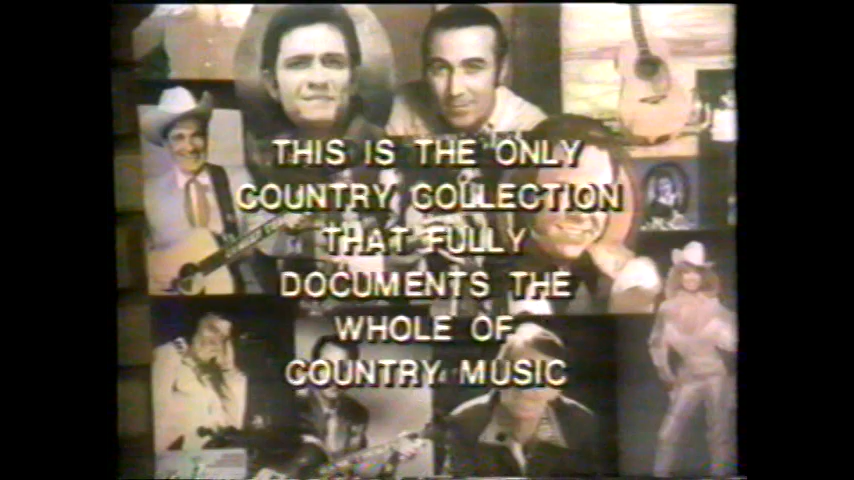 THIS IS THE ONLY
COUNTRY COLLECTION
THAT FULLY
DOCUMENTS THE
WHOLE OF
COUNTRY MUSIC